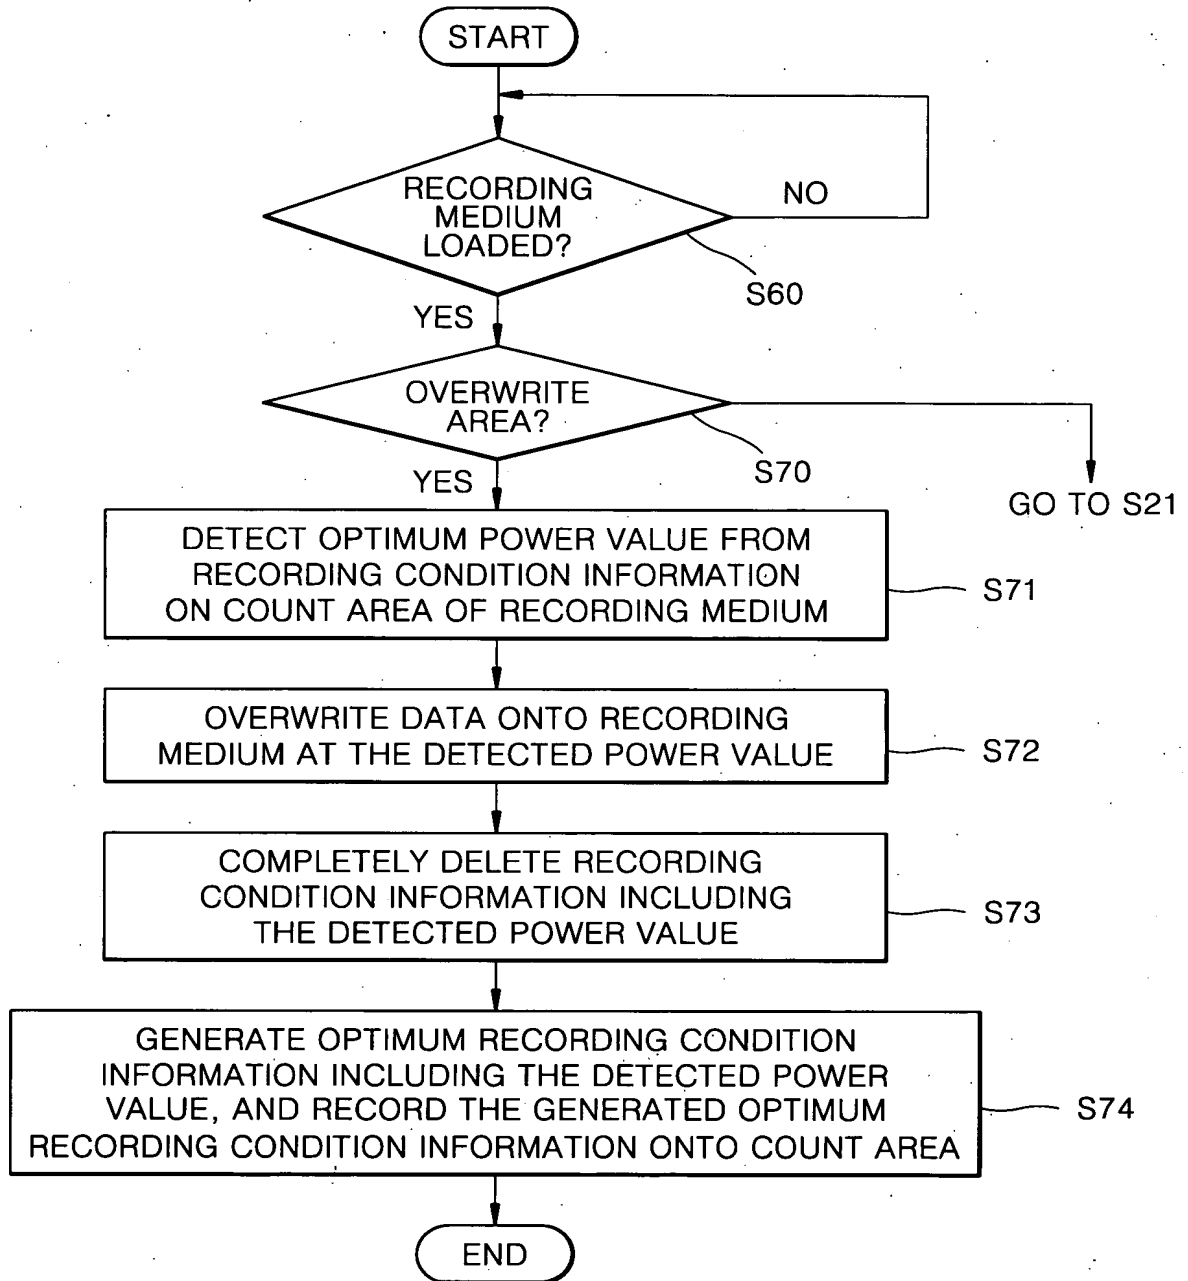 START
RECORDING
MEDIUM
LOADED?
NO
S60
YES
OVERWRITE
AREA?
S70
YES
GO TO S21
DETECT OPTIMUM POWER VALUE FROM
RECORDING CONDITION INFORMATION
ON COUNT AREA OF RECORDING MEDIUM
S71
OVERWRITE DATA ONTO RECORDING
MEDIUM AT THE DETECTED POWER VALUE
S72
COMPLETELY DELETE RECORDING
CONDITION INFORMATION INCLUDING
THE DETECTED POWER VALUE
S73
GENERATE OPTIMUM RECORDING CONDITION
INFORMATION INCLUDING THE DETECTED POWER
VALUE, AND RECORD THE GENERATED OPTIMUM
RECORDING CONDITION INFORMATION ONTO COUNT AREA
S74
END